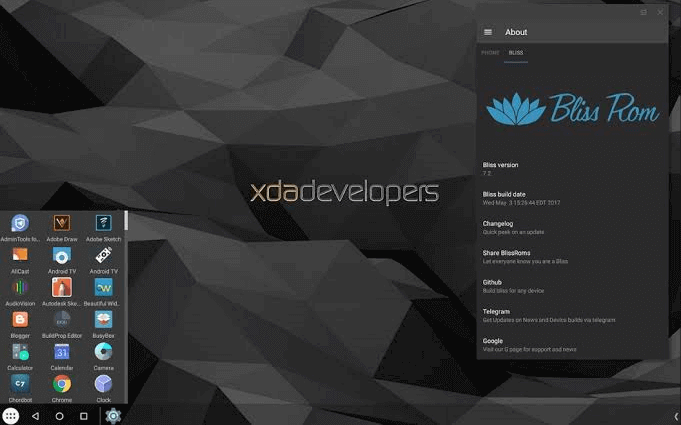 About
PHONE
BLISS
Bliss Rom
Bliss version
7.2
Bliss build date
Wed May 3 15:26:44 EDT 2017
Changelog
Quick peek on an update
Share BlissRoms
Let everyone know you are a Bliss
Github
Build bliss for any device
Telegram
Get Updates on News and Device builds via telegram
Google
Visit our G page for support and news
xdadevelopers
AdminTools fo...
Adobe Draw
Adobe Sketch
AllCast
Android TV
Android TV
AudioVision
Autodesk Ske...
Beautiful Wid...
Blogger
BuildProp Editor
BusyBox
Calculator
31
Calendar
Camera
C7
Chordbot
Chrome
Clock